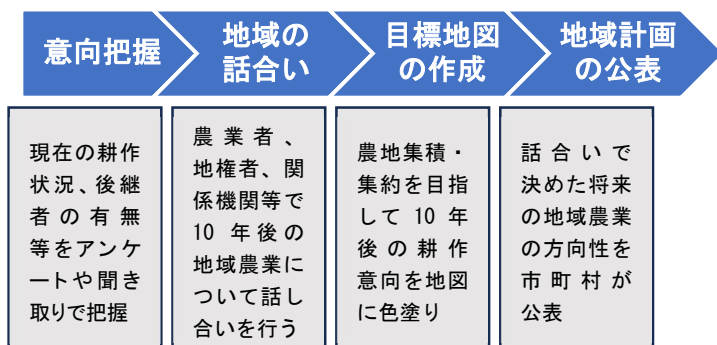 意向把握
地域の
話合い
目標地図
の作成
地域計画
の公表
現在の耕作
状況、後継
者の有無
等をアンケ
ートや聞き
取りで把握
農業者、
地権者、関
係機関等で
10 年後の
地域農業に
ついて話し
合いを行う
農地集積・
集約を目指
して 10 年
後の耕作
意向を地図
に色塗り
話合いで
決めた将来
の地域農業
の方向性を
市町村が
公表